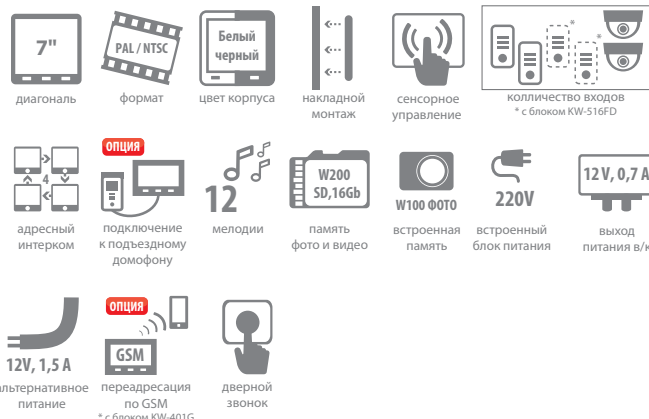 7"
диагональ
PAL / NTSC
формат
Белый
черный
цвет корпуса
накладной
монтаж
сенсорное
управление
*
*
колличество входов
* с блоком KW-516FD
4
адресный
интерком
опция
подключение
к подъездному
домофону
12
мелодии
W200
SD,16Gb
память
фото и видео
W100 ФОТО
встроенная
память
220V
встроенный
блок питания
12 V, 0,7 A
выход
питания в/к
12V, 1,5 A
альтернативное
питание
опция
GSM
переадресация
по GSM
* с блоком KW-401G
дверной
звонок